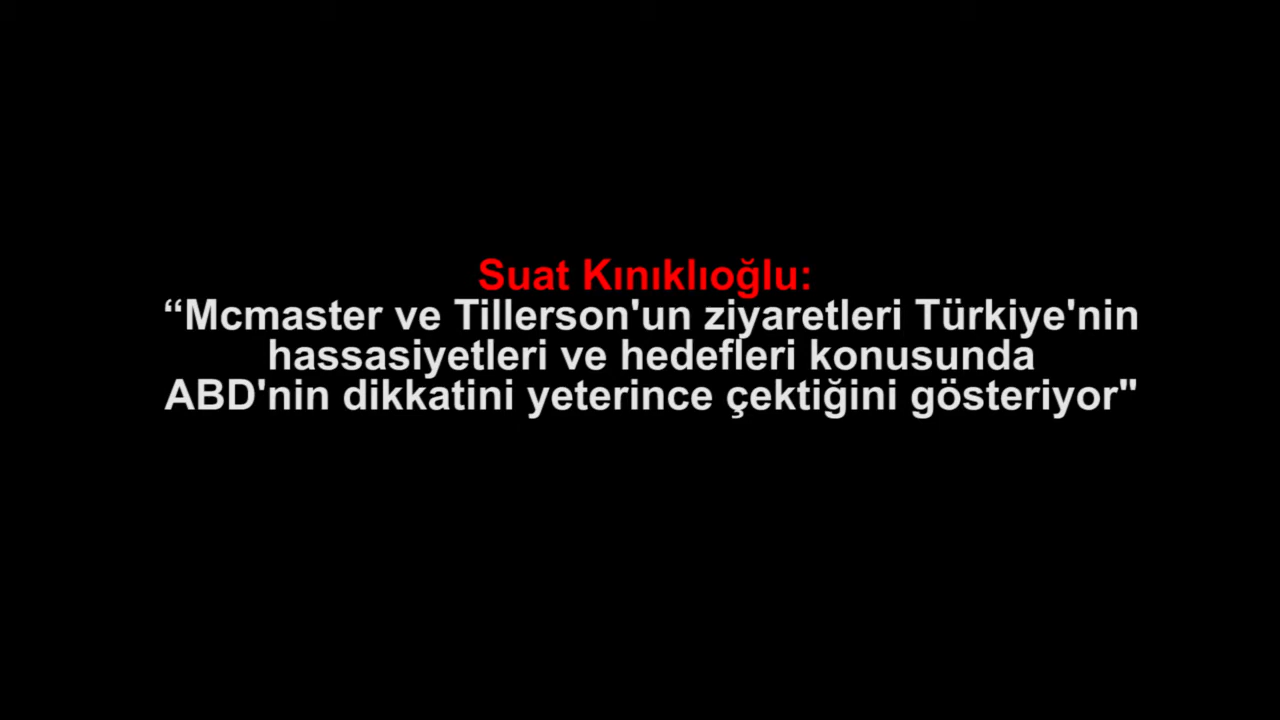 Suat Kınıklıoğlu:
“Mcmaster ve Tillerson'un ziyaretleri Türkiye'nin
hassasiyetleri ve hedefleri konusunda
ABD'nin dikkatini yeterince çektiğini gösteriyor"